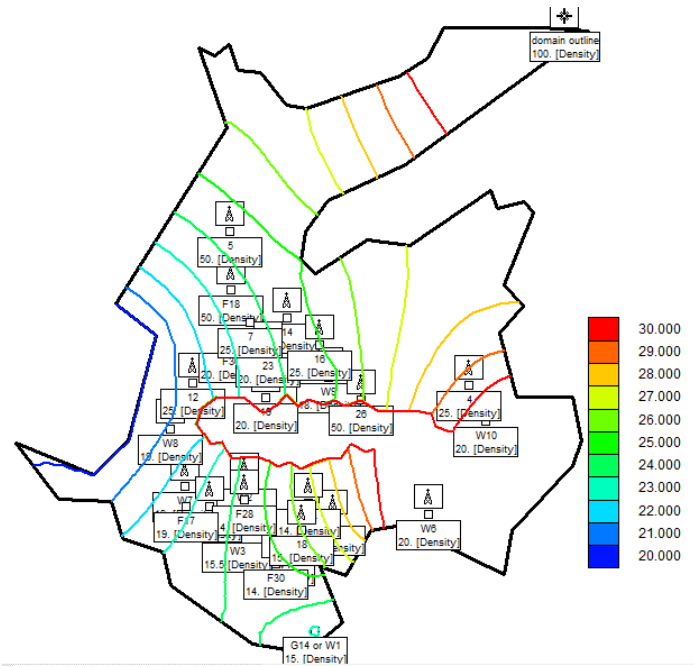 domain outline
100. [Density]
5
50. [Density]
F18
50. [Density]
14
7
25.
[Density]
16
25. [Density]
23
20. [Density]
20.
12
25. [Density]
20. [Density]
26
50. [Density]
4
25. [Density]
W10
20. [Density]
W8
19. [Density]
W7
F17
19. [Density]
F28
14. [Density]
W3
15.5
18
15. [Density]
F30
14. [Density]
W6
20. [Density]
G14 or W1
15. [Density]
30.000
29.000
28.000
27.000
26.000
25.000
24.000
23.000
22.000
21.000
20.000